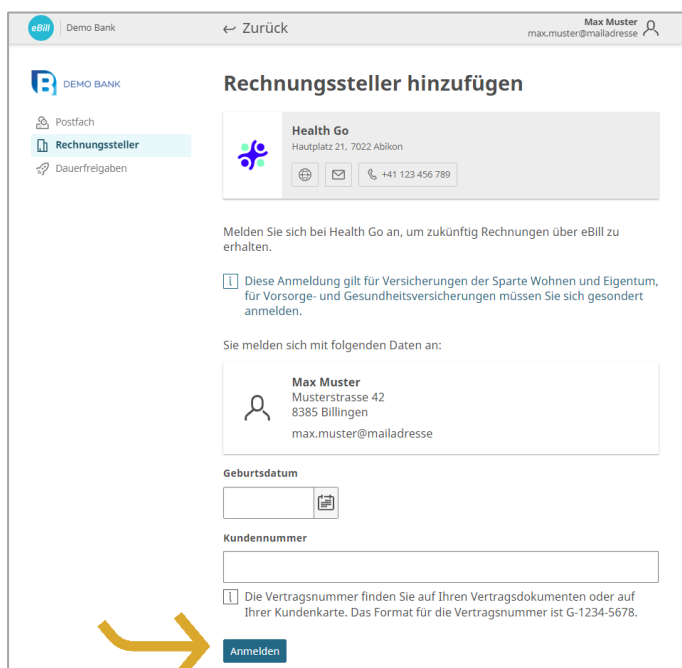 eBill Demo Bank
← Zurück
Max Muster
max.muster@mailadresse
DEMO BANK
Postfach
Rechnungssteller
Dauerfreigaben
Rechnungssteller hinzufügen
Health Go
Hautplatz 21, 7022 Abikon
+41 123 456 789
Melden Sie sich bei Health Go an, um zukünftig Rechnungen über eBill zu
erhalten.
Diese Anmeldung gilt für Versicherungen der Sparte Wohnen und Eigentum,
für Vorsorge- und Gesundheitsversicherungen müssen Sie sich gesondert
anmelden.
Sie melden sich mit folgenden Daten an:
Max Muster
Musterstrasse 42
8385 Billingen
max.muster@mailadresse
Geburtsdatum
Kundennummer
Die Vertragsnummer finden Sie auf Ihren Vertragsdokumenten oder auf
Ihrer Kundenkarte. Das Format für die Vertragsnummer ist G-1234-5678.
Anmelden